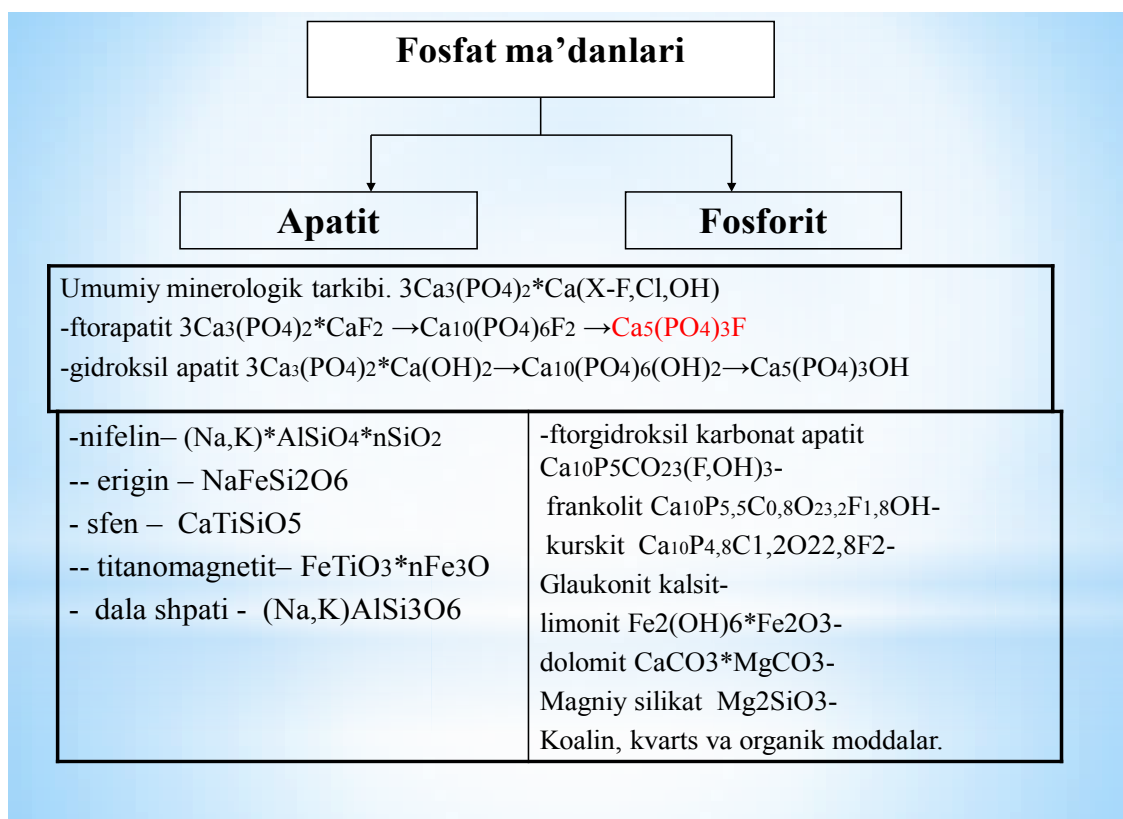 Fosfat ma’danlari
Apatit
Fosforit
Umumiy minerologik tarkibi. 3Ca3(PO4)2*Ca(X-F,Cl,OH)
-ftorapatit 3Ca3(PO4)2*CaF2 →Ca10(PO4)6F2 →Ca5(PO4)3F
-gidroksil apatit 3Ca3(PO4)2*Ca(OH)2→Ca10(PO4)6(OH)2→Ca5(PO4)3OH
-nifelin– (Na,K)*AlSiO4*nSiO2
-- erigin – NaFeSi2O6
- sfen – CaTiSiO5
-- titanomagnetit– FeTiO3*nFe3O
- dala shpati - (Na,K)AlSi3O6
-ftorgidroksil karbonat apatit
Ca10P5CO23(F,OH)3-
frankolit Ca10P5,5C0,8O23,2F1,8OH-
kurskit Ca10P4,8C1,2O22,8F2-
Glaukonit kalsit-
limonit Fe2(OH)6*Fe2O3-
dolomit CaCO3*MgCO3-
Magniy silikat Mg2SiO3-
Koalin, kvarts va organik moddalar.